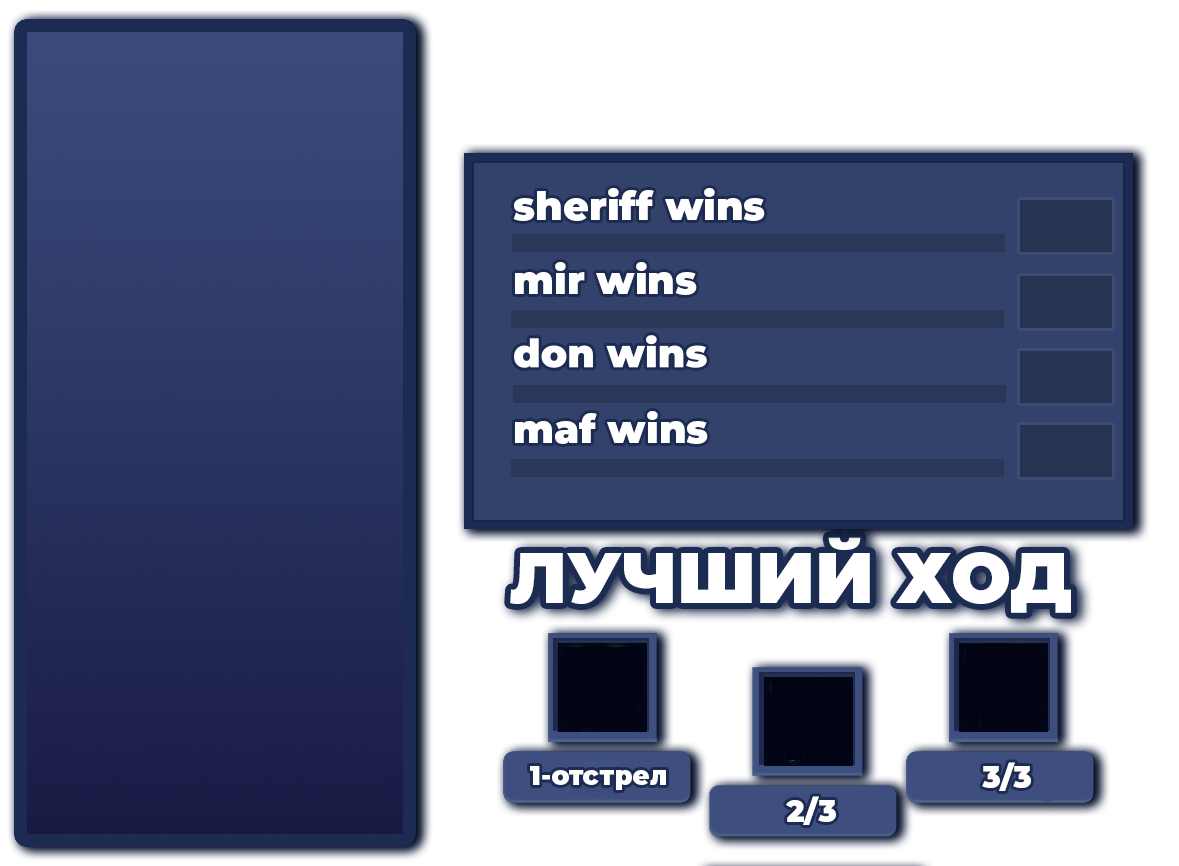 sheriff wins
mir wins
don wins
maf wins
ЛУЧШИЙ ХОД
1-отстрел
2/3
3/3